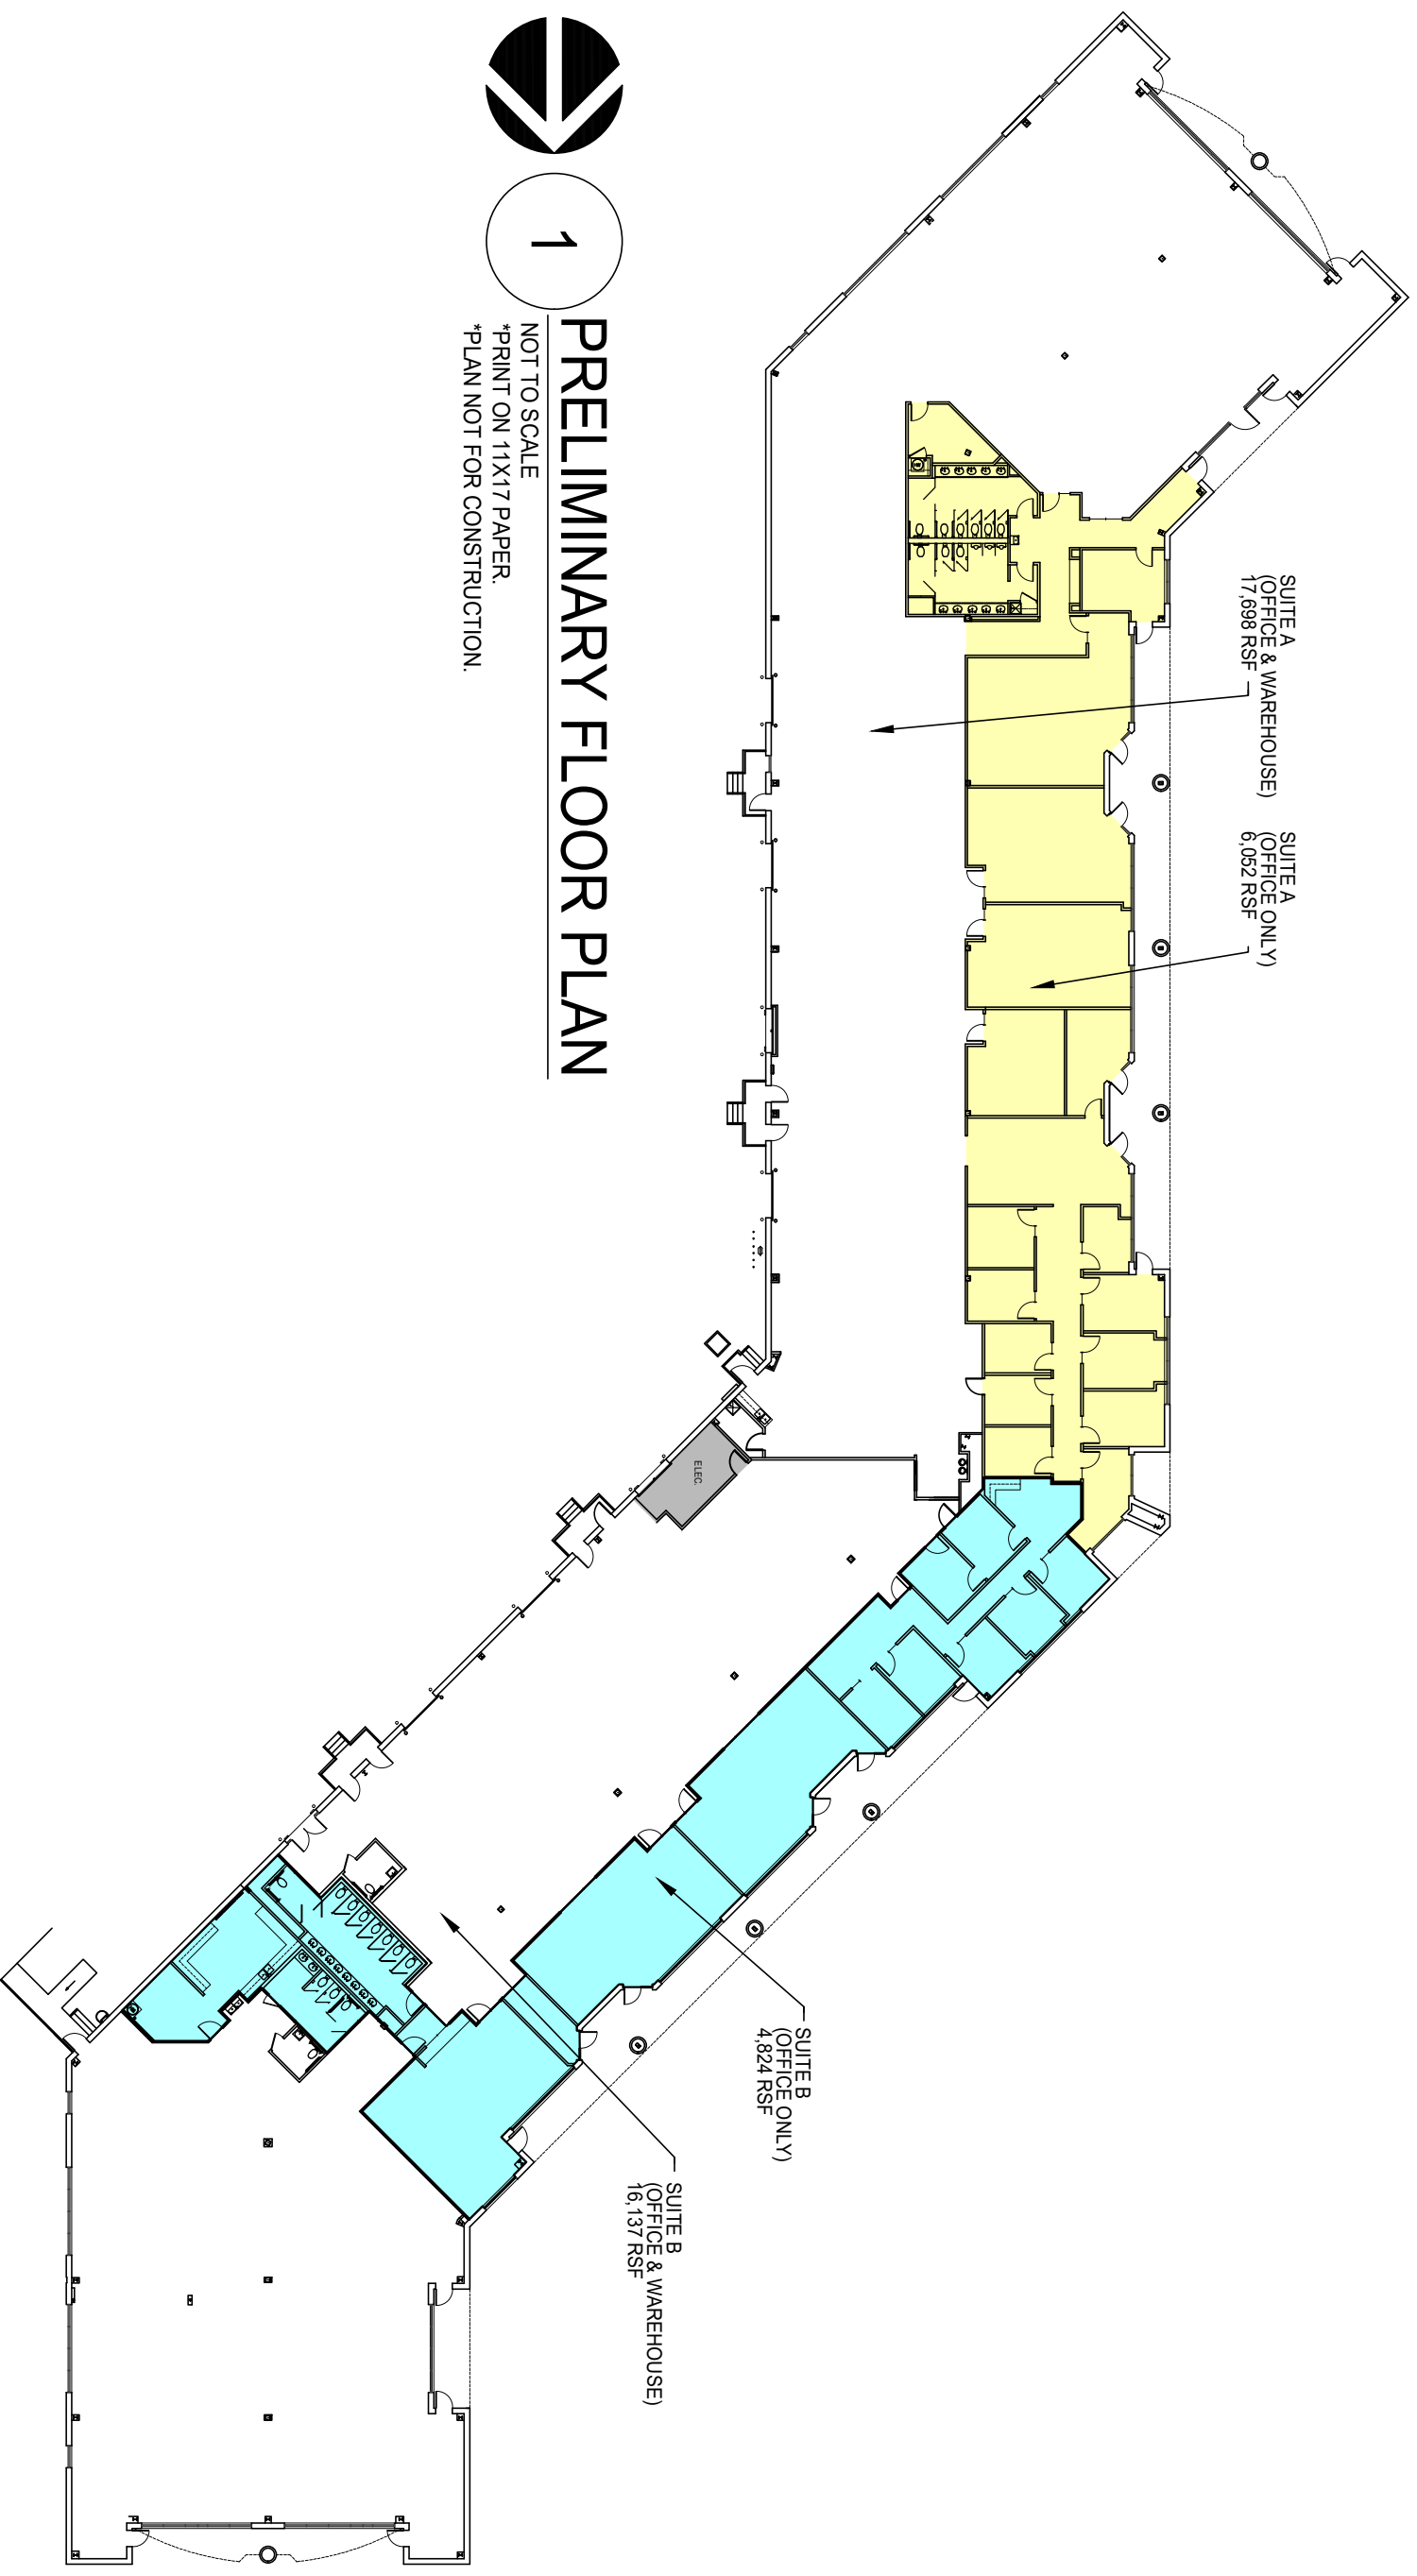 SUITE A
(OFFICE & WAREHOUSE)
17,698 RSF
SUITE A
(OFFICE ONLY)
6,052 RSF
ELEC.
SUITE B
(OFFICE ONLY)
4,824 RSF
SUITE B
(OFFICE & WAREHOUSE)
16,137 RSF
1
PRELIMINARY FLOOR PLAN
NOT TO SCALE
*PRINT ON 11X17 PAPER.
*PLAN NOT FOR CONSTRUCTION.